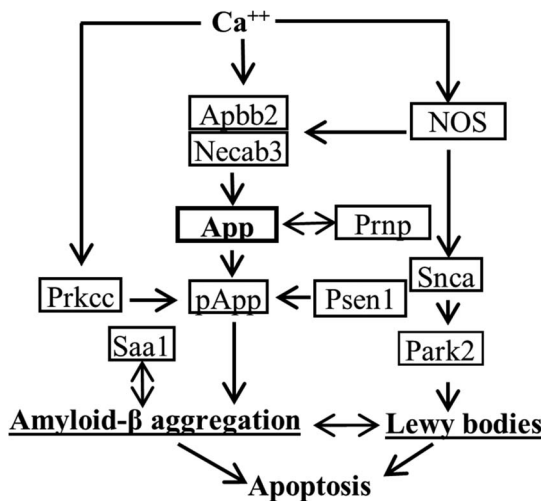 Ca⁺⁺
Apbb2
Necab3
NOS
App
Prnp
Prkcc
pApp
Psen1
Snca
Saa1
Park2
Amyloid-β aggregation
Lewy bodies
Apoptosis